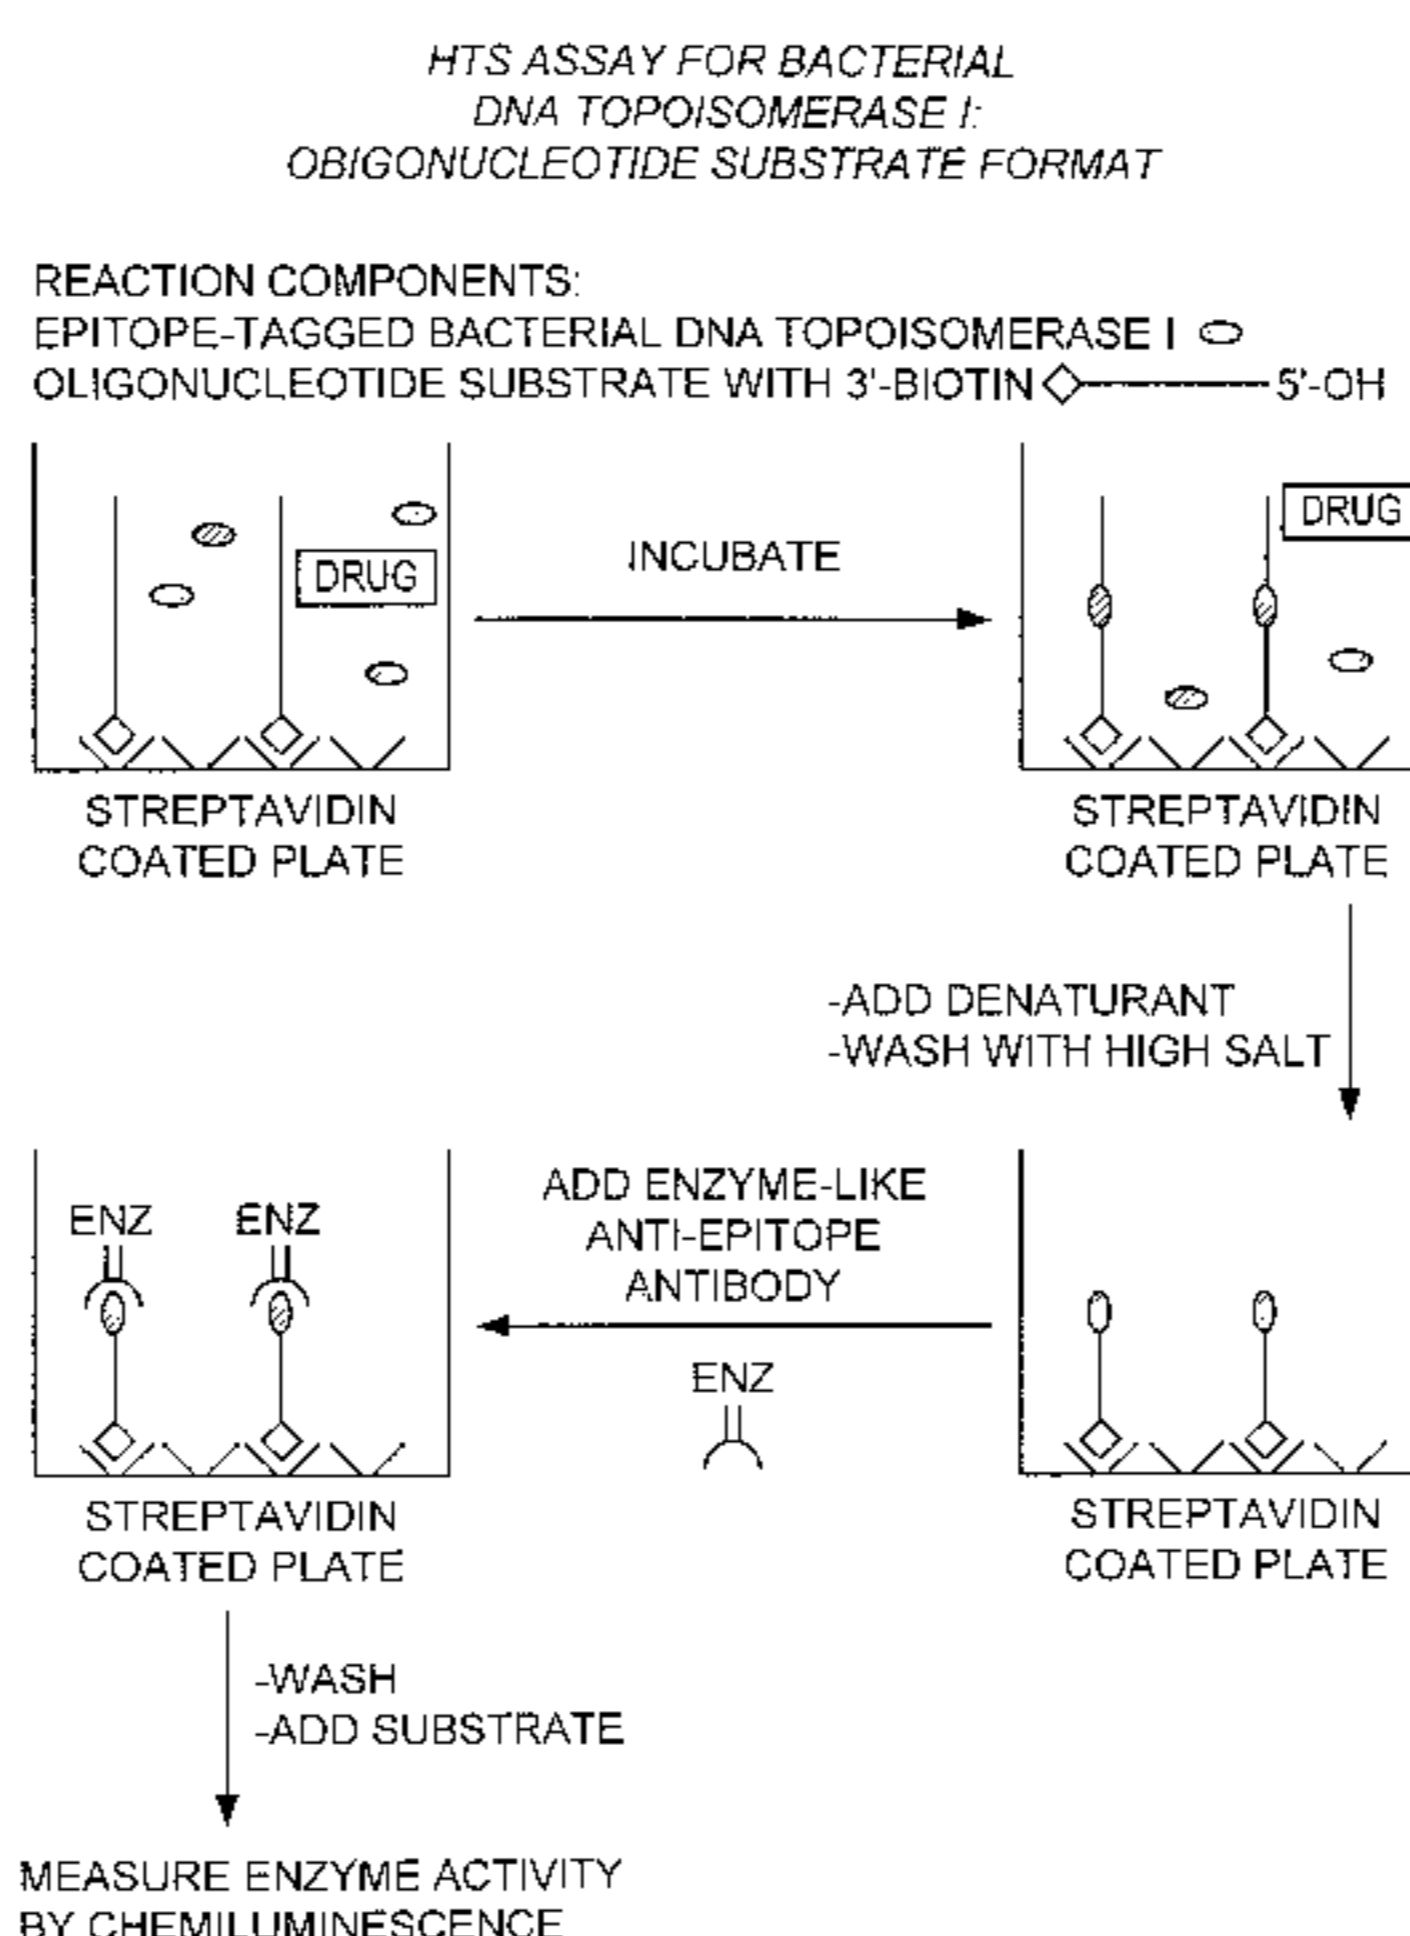 HTS ASSAY FOR BACTERIAL
DNA TOPOISOMERASE I:
OBIGONUCLEOTIDE SUBSTRATE FORMAT
REACTION COMPONENTS:
EPITOPE-TAGGED BACTERIAL DNA TOPOISOMERASE I
OLIGONUCLEOTIDE SUBSTRATE WITH 3'-BIOTIN 5'-OH
DRUG
INCUBATE
DRUG
STREPTAVIDIN
COATED PLATE
STREPTAVIDIN
COATED PLATE
-ADD DENATURANT
-WASH WITH HIGH SALT
ADD ENZYME-LIKE
ANTI-EPITOPE
ANTIBODY
ENZ
ENZ ENZ
STREPTAVIDIN
COATED PLATE
STREPTAVIDIN
COATED PLATE
-WASH
-ADD SUBSTRATE
MEASURE ENZYME ACTIVITY
BY CHEMILUMINESCENCE